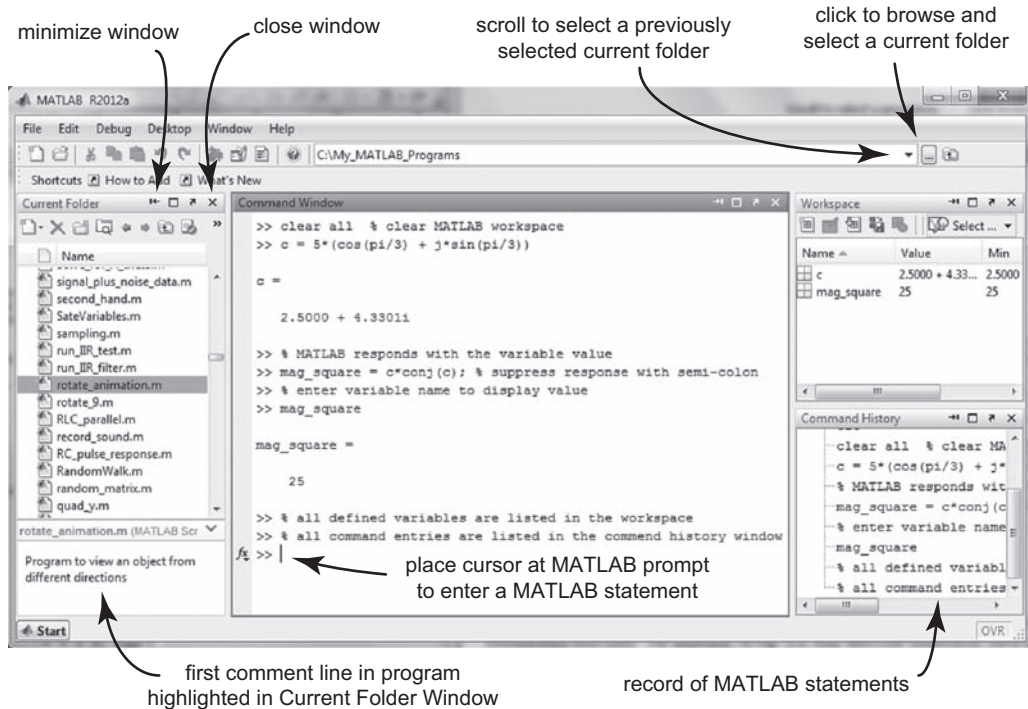 minimize window
close window
scroll to select a previously
selected current folder
click to browse and
select a current folder
MATLAB R2012a
File Edit Debug Desktop Window Help
C:\My_MATLAB_Programs
Shortcuts How to Add What's New
Current Folder
Name
signal_plus_noise_data.m
second_hand.m
SateVariables.m
sampling.m
run_IIR_test.m
run_IIR_filter.m
rotate_animation.m
rotate_9.m
RLC_parallel.m
record_sound.m
RC_pulse_response.m
RandomWalk.m
random_matrix.m
quad_y.m
rotate_animation.m (MATLAB Scr
Program to view an object from
different directions
Command Window
>> clear all % clear MATLAB workspace
>> c = 5*(cos(pi/3) + j*sin(pi/3))
c =
2.5000 + 4.3301i
>> % MATLAB responds with the variable value
>> mag_square = c*conj(c); % suppress response with semi-colon
>> % enter variable name to display value
>> mag_square
mag_square =
25
>> % all defined variables are listed in the workspace
>> % all command entries are listed in the commend history window
fx >>
place cursor at MATLAB prompt
to enter a MATLAB statement
Workspace
Select ...
Name Value Min
c 2.5000 + 4.33... 2.5000
mag_square 25 25
Command History
clear all % clear MA
c = 5*(cos(pi/3) + j*
% MATLAB responds wit
mag_square = c*conj(c
% enter variable name
mag_square
% all defined variabl
% all command entries
Start
OVR
first comment line in program
highlighted in Current Folder Window
record of MATLAB statements